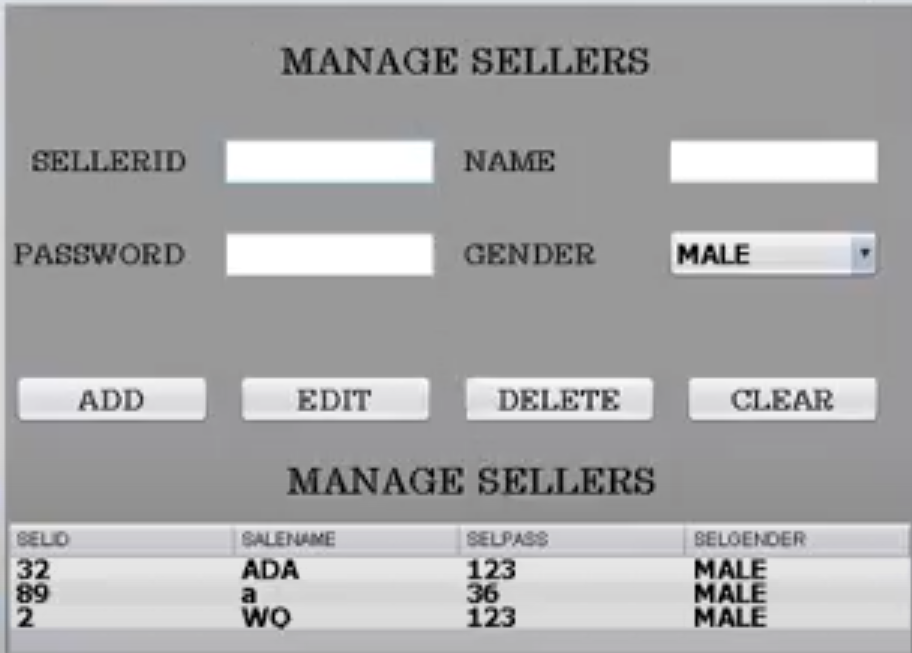 MANAGE SELLERS
SELLERID NAME
PASSWORD GENDER MALE
ADD EDIT DELETE CLEAR
MANAGE SELLERS
SELID SALENAME SELPASS SELGENDER
32 ADA 123 MALE
89 a 36 MALE
2 WQ 123 MALE